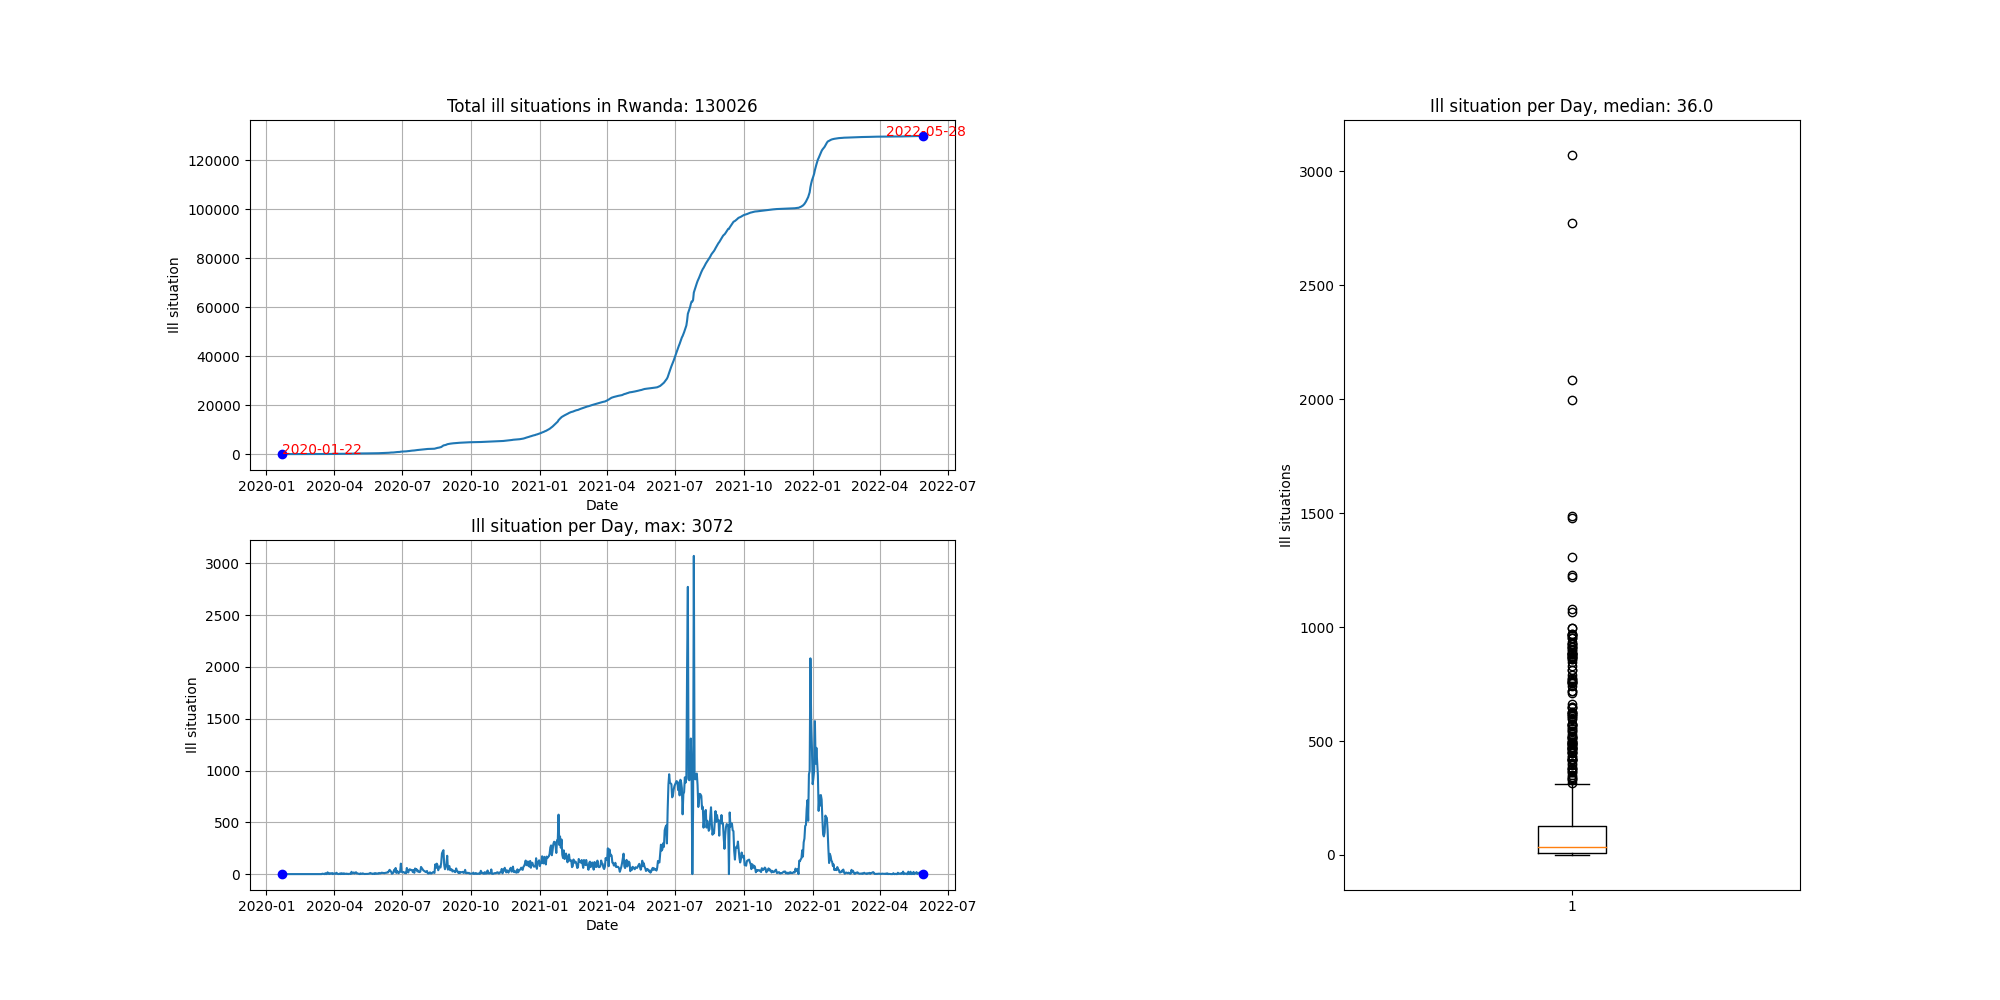 Total ill situations in Rwanda: 130026
2022-05-28
120000
100000
80000
60000
40000
20000
0
Ill situation
2020-01-22
2020-01 2020-04 2020-07 2020-10 2021-01 2021-04 2021-07 2021-10 2022-01 2022-04 2022-07
Date
Ill situation per Day, max: 3072
3000
2500
2000
1500
1000
500
0
Ill situation
2020-01 2020-04 2020-07 2020-10 2021-01 2021-04 2021-07 2021-10 2022-01 2022-04 2022-07
Date
Ill situation per Day, median: 36.0
3000
2500
2000
1500
1000
500
0
Ill situations
1